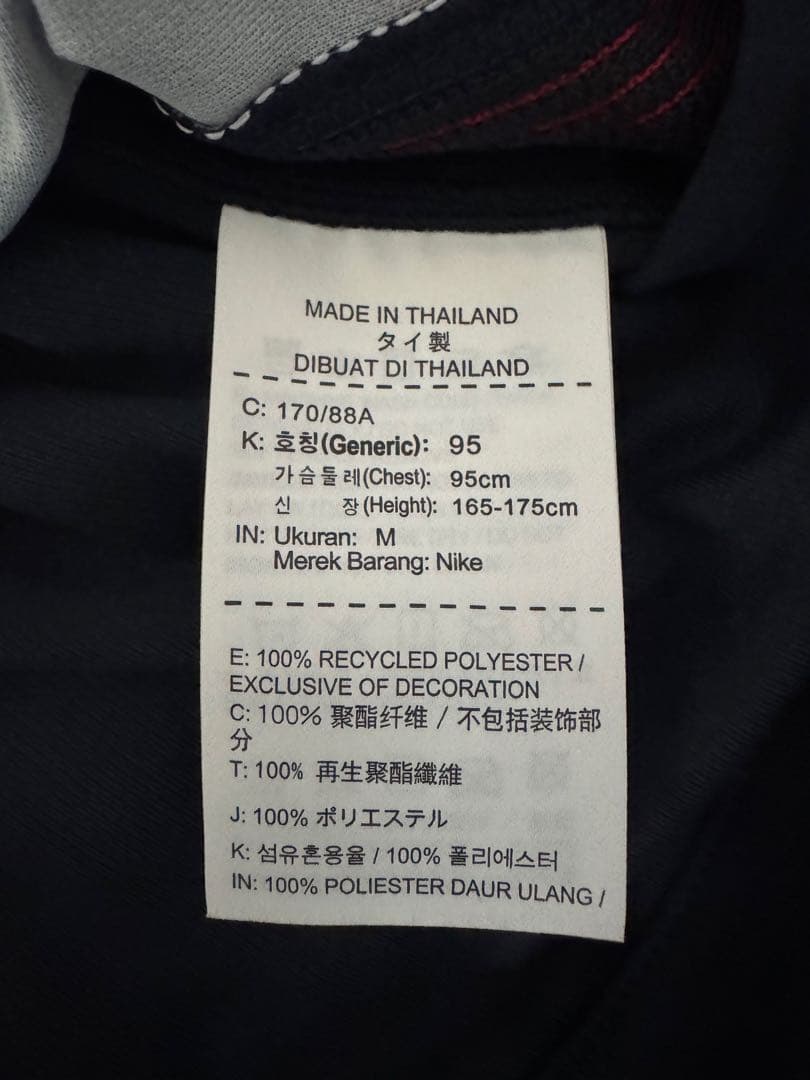 MADE IN THAILAND
タイ製
DIBUAT DI THAILAND
C: 170/88A
K: 호칭(Generic): 95
가슴둘레(Chest): 95cm
신 장(Height): 165-175cm
IN: Ukuran: M
Merek Barang: Nike
E: 100% RECYCLED POLYESTER /
EXCLUSIVE OF DECORATION
C: 100% 聚酯纤维 / 不包括装饰部
分
T: 100% 再生聚酯纖維
J: 100% ポリエステル
K: 섬유혼용율 / 100% 폴리에스터
IN: 100% POLIESTER DAUR ULANG /